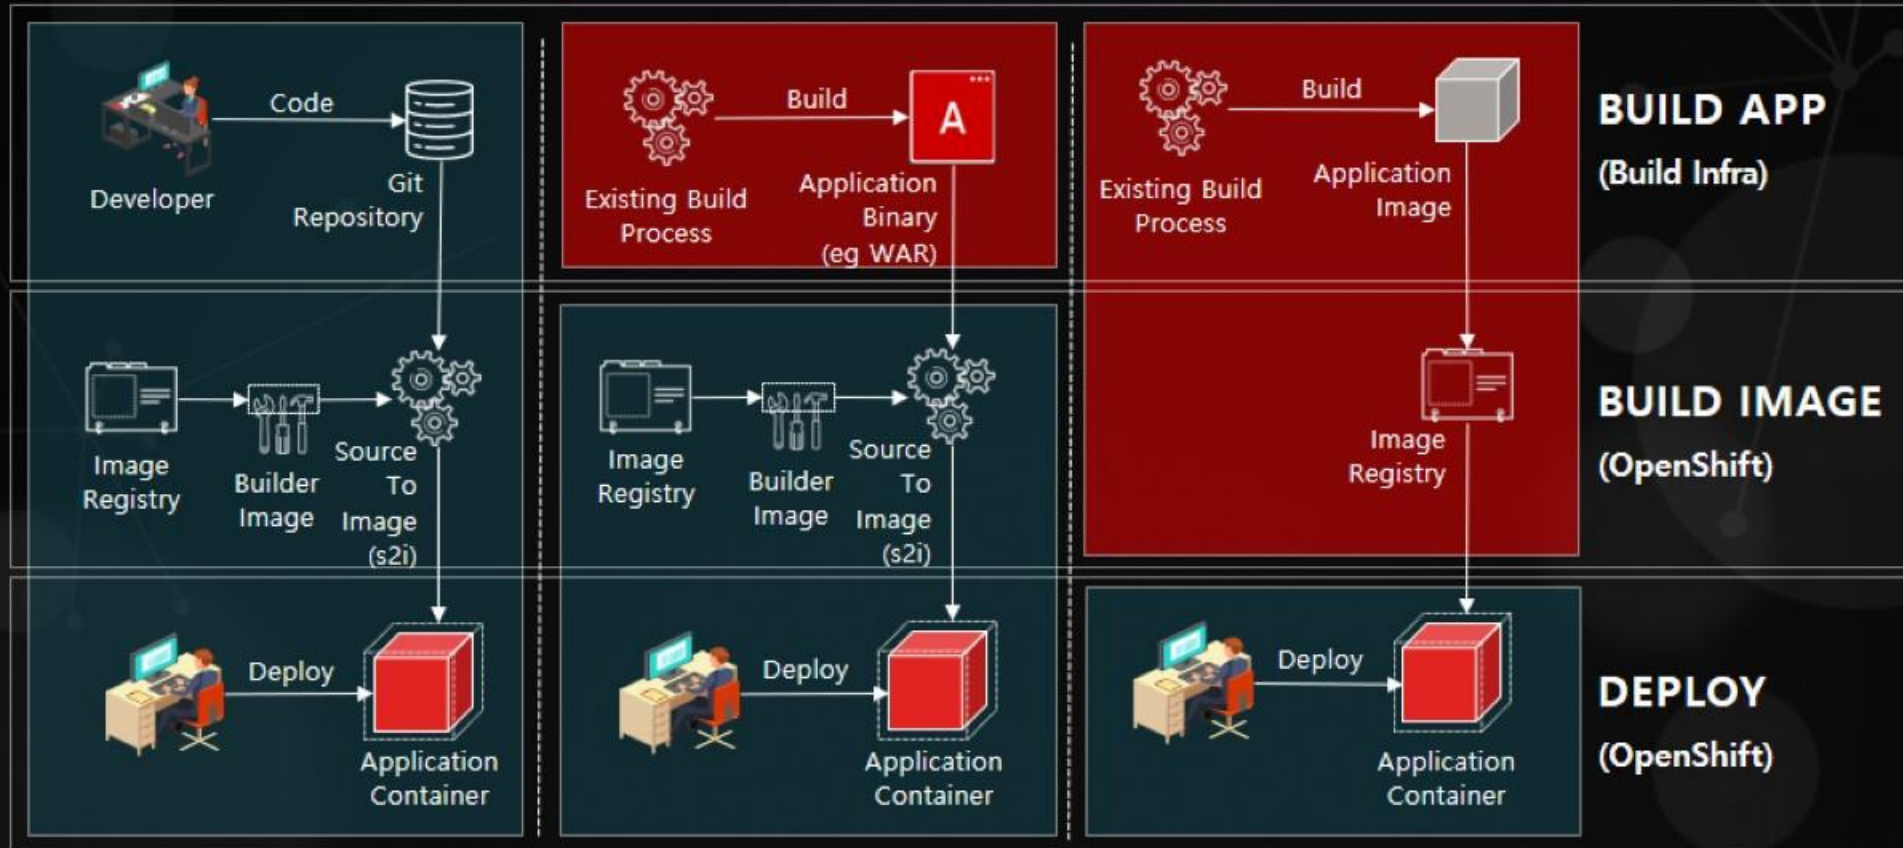 Code
Developer
Git
Repository
Build
A
Existing Build
Process
Application
Binary
(eg WAR)
Build
Existing Build
Process
Application
Image
BUILD APP
(Build Infra)
Image
Registry
Builder
Image
Source
To
Image
(s2i)
Image
Registry
Builder
Image
Source
To
Image
(s2i)
Image
Registry
BUILD IMAGE
(OpenShift)
Deploy
Application
Container
Deploy
Application
Container
Deploy
Application
Container
DEPLOY
(OpenShift)